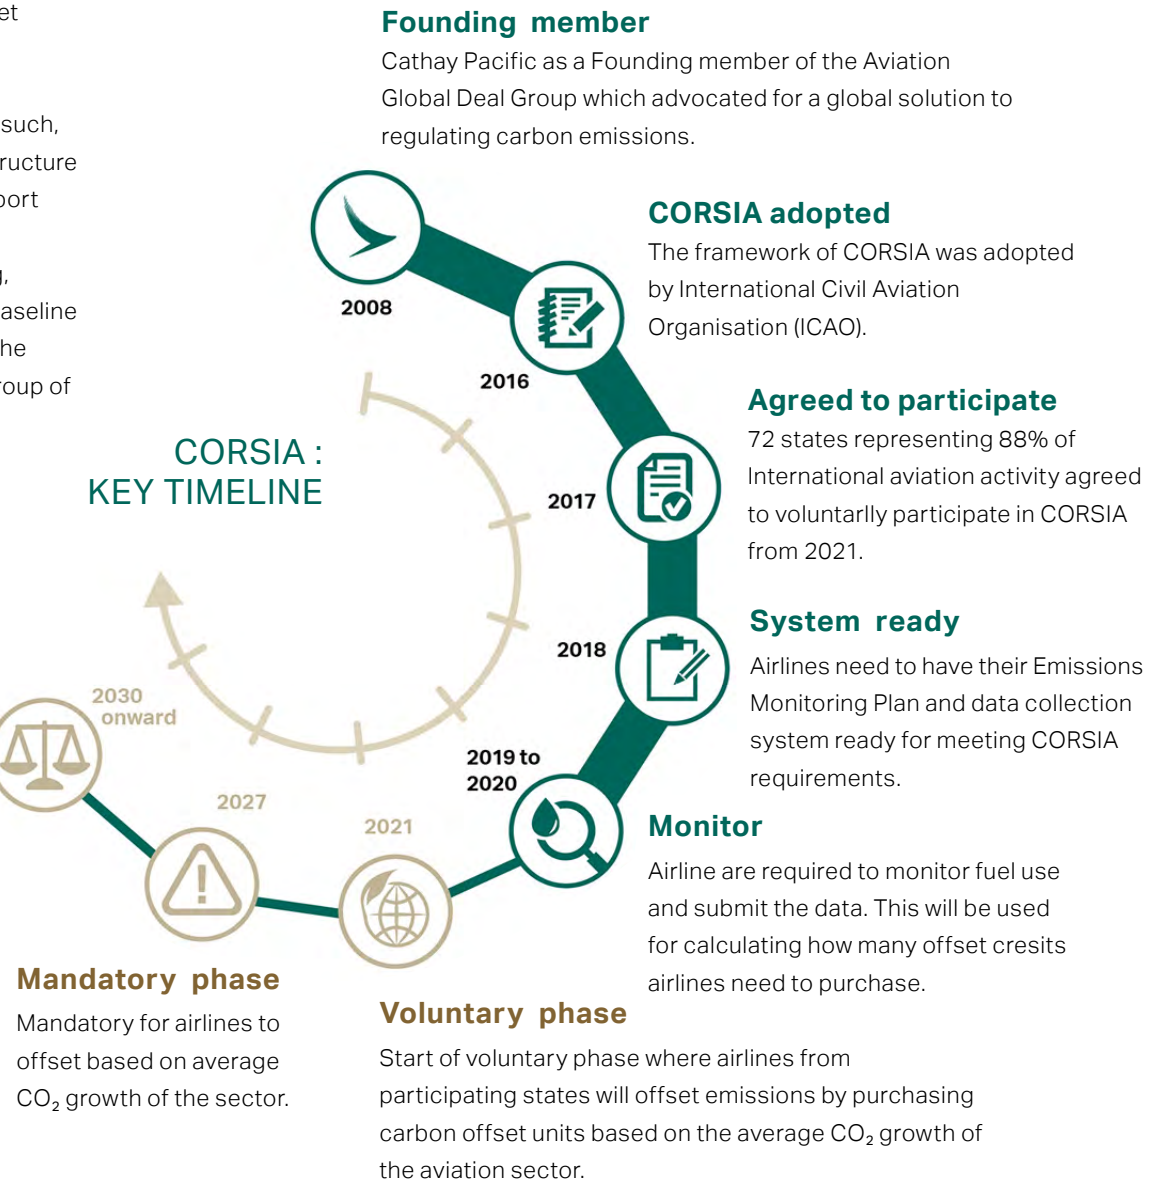 et
such,
ructure
port
g,
aseline
he
roup of
Founding member
Cathay Pacific as a Founding member of the Aviation
Global Deal Group which advocated for a global solution to
regulating carbon emissions.
2008
CORSIA adopted
The framework of CORSIA was adopted
by International Civil Aviation
Organisation (ICAO).
2016
CORSIA :
KEY TIMELINE
Agreed to participate
72 states representing 88% of
International aviation activity agreed
to voluntarlly participate in CORSIA
from 2021.
2017
System ready
Airlines need to have their Emissions
Monitoring Plan and data collection
system ready for meeting CORSIA
requirements.
2018
2019 to
2020
Monitor
Airline are required to monitor fuel use
and submit the data. This will be used
for calculating how many offset cresits
airlines need to purchase.
2021
Voluntary phase
Start of voluntary phase where airlines from
participating states will offset emissions by purchasing
carbon offset units based on the average CO₂ growth of
the aviation sector.
2027
Mandatory phase
Mandatory for airlines to
offset based on average
CO₂ growth of the sector.
2030
onward